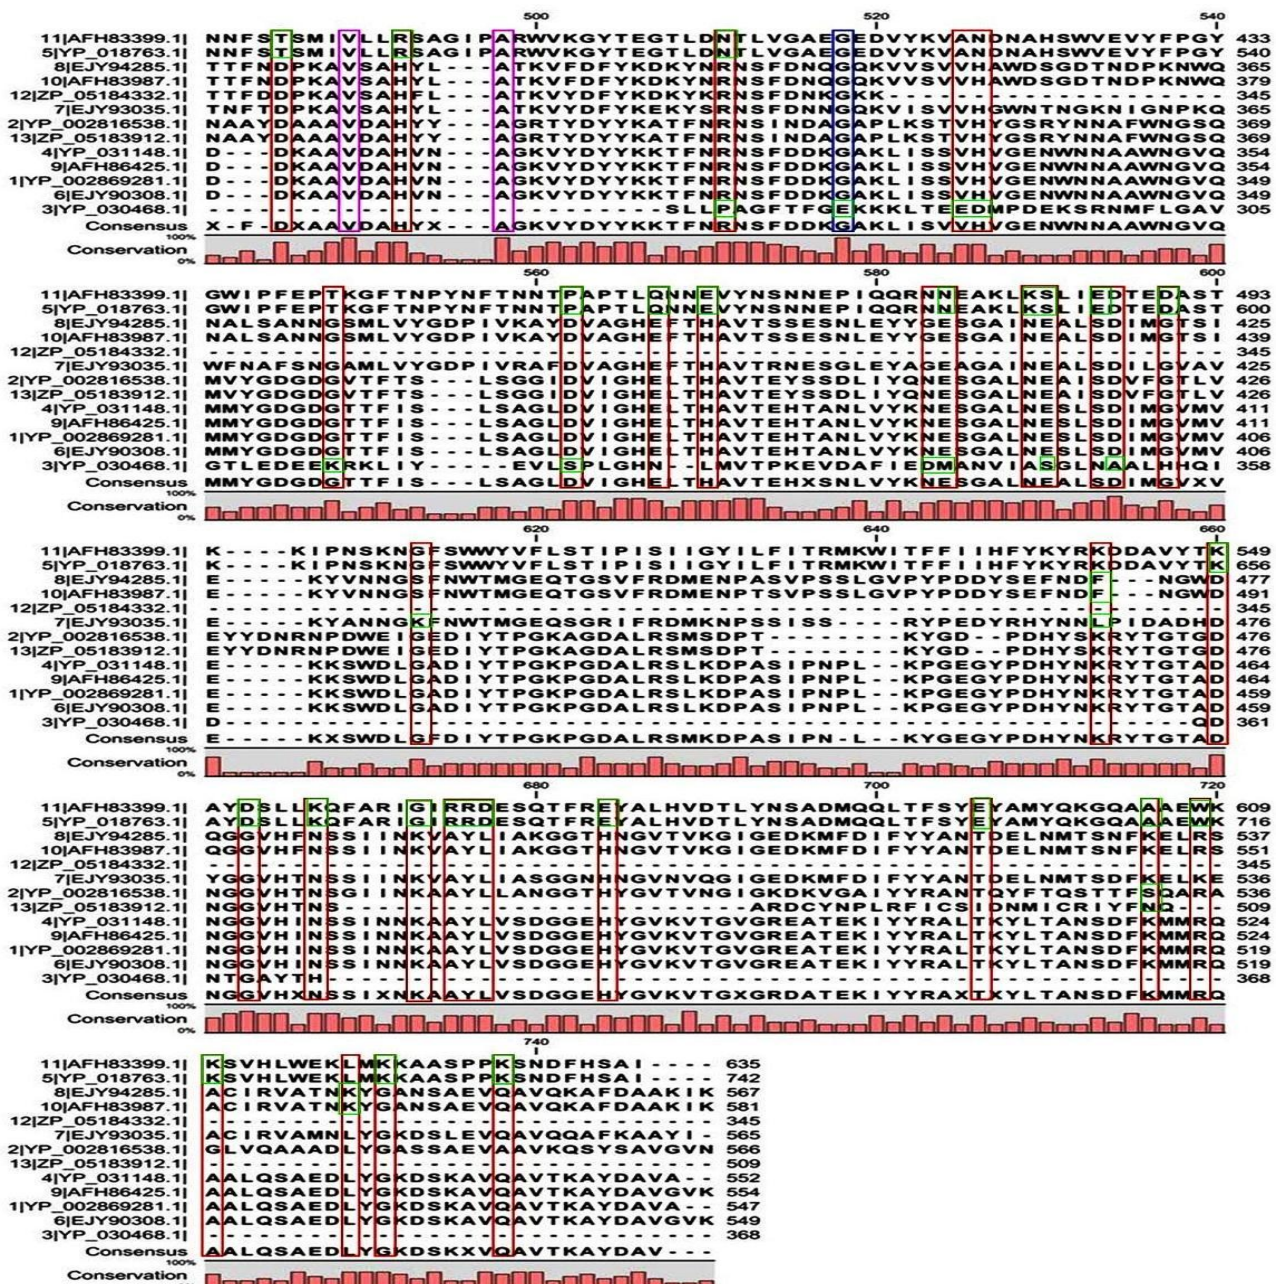 500 520 540
11|AFH83399.1| NNFSTSMIVLLRSAGIPARWVKGYTEGTLDNTLVGAEGEDVYKVANDNAHSWVEVYFPGY 433
5|YP_018763.1| NNFSTSMIVLLRSAGIPARWVKGYTEGTLDNTLVGAEGEDVYKVANDNAHSWVEVYFPGY 540
8|EJY94285.1| TTFNDPKAVSAHYL---ATKVFDFYKDKYNRNSFDNQGQKVVSVVHAWDSGDTNDPKNWQ 365
10|AFH83987.1| TTFNDPKAVSAHYL---ATKVFDFYKDKYNRNSFDNQGQKVVSVVHAWDSGDTNDPKNWQ 379
12|ZP_05184332.1| TTFDDPKAVSAHFL---ATKVYDFYKDKYKRNSFDNNGKK------------------ 345
7|EJY93035.1| TNFTDPKAVSAHYL---ATKVYDFYKEKYSRNSFDNKGQKVISVVHGWNTNGKNIGNPKQ 365
2|YP_002816538.1| NAAYDAAAVDAHYY---AGRTYDYYKATFNRNSINDAGAPLKSTVHYGSRYNNAFWNGSQ 369
13|ZP_05183912.1| NAAYDAAAVDAHYY---AGRTYDYYKATFNRNSINDAGAPLKSTVHYGSRYNNAFWNGSQ 369
4|YP_031148.1| D---DKAAVDAHVN---AGKVYDYYKKTFNRNSFDDKGAKLISSVHVGENWNNAAWNGVQ 354
9|AFH86425.1| D---DKAAVDAHVN---AGKVYDYYKKTFNRNSFDDKGAKLISSVHVGENWNNAAWNGVQ 354
1|YP_002869281.1| D---DKAAVDAHVN---AGKVYDYYKKTFNRNSFDDKGAKLISSVHVGENWNNAAWNGVQ 349
6|EJY90308.1| D---DKAAVDAHVN---AGKVYDYYKKTFNRNSFDDKGAKLISSVHVGENWNNAAWNGVQ 349
3|YP_030468.1| ---------------------------SLLPAGFTFGEKKKLTEEDMPDEKSRNMFLGAV 305
Consensus X-F-DXAAVDAHYX---AGKVYDYYKKTFNRNSFDDKGAKLISVVHVGENWNNAAWNGVQ
100%
Conservation
0%
560 580 600
11|AFH83399.1| GWIPFEPTKGFTNPYNFTNNTPAPTLQNNEVYNSNNEPIQQRNNEAKLKSLIEDTEDAST 493
5|YP_018763.1| GWIPFEPTKGFTNPYNFTNNTPAPTLQNNEVYNSNNEPIQQRNNEAKLKSLIEDTEDAST 600
8|EJY94285.1| NALSANNGSMLVYGDPIVKAYDVAGHEFTHAVTSSESNLEYYGESGAINEALSDIMGTSI 425
10|AFH83987.1| NALSANNGSMLVYGDPIVKAYDVAGHEFTHAVTSSESNLEYYGESGAINEALSDIMGTSI 439
12|ZP_05184332.1| ------------------------------------------------------------ 345
7|EJY93035.1| WFNAFSNGAMLVYGDPIVRAFDVAGHEFTHAVTRNESGLEYAGEAGAINEAISDILGVAV 425
2|YP_002816538.1| MVYGDGDGVTFTS---LSGGIDVIGHELTHAVTEYSSDLIYQNESGALNEAISDVFGTLV 426
13|ZP_05183912.1| MVYGDGDGVTFTS---LSGGIDVIGHELTHAVTEYSSDLIYQNESGALNEAISDVFGTLV 426
4|YP_031148.1| MMYGDGDGTTFIS---LSAGLDVIGHELTHAVTEHTANLVYKNESGALNESLSDIMGVMV 411
9|AFH86425.1| MMYGDGDGTTFIS---LSAGLDVIGHELTHAVTEHTANLVYKNESGALNESLSDIMGVMV 411
1|YP_002869281.1| MMYGDGDGTTFIS---LSAGLDVIGHELTHAVTEHTANLVYKNESGALNESLSDIMGVMV 406
6|EJY90308.1| MMYGDGDGTTFIS---LSAGLDVIGHELTHAVTEHTANLVYKNESGALNESLSDIMGVMV 406
3|YP_030468.1| GTLEDEEKRKLIY-----EVLSPLGHN-LMVTPKEVDAFIEDMANVIASGLNAALHHQI 358
Consensus MMYGDGDGTTFIS---LSAGLDVIGHELTHAVTEHXSNLVYKNESGALNEALSDIMGVXV
100%
Conservation
0%
620 640 660
11|AFH83399.1| K----KIPNSKNGFSWWYVFLSTIPISIIGYILFITRMKWITFFIIHFYKYRKDDAVYTK 549
5|YP_018763.1| K----KIPNSKNGFSWWYVFLSTIPISIIGYILFITRMKWITFFIIHFYKYRKDDAVYTK 656
8|EJY94285.1| E-----KYVNNGSFNWTMGEQTGSVFRDMENPASVPSSLGVPYPDDYSEFNDF---NGWD 477
10|AFH83987.1| E-----KYVNNGSFNWTMGEQTGSVFRDMENPTSVPSSLGVPYPDDYSEFNDF---NGWD 491
12|ZP_05184332.1| ------------------------------------------------------------ 345
7|EJY93035.1| E-----KYANNGKFNWTMGEQSGRIFRDMKNPSSISS----RYPEDYRHYNNLPIDADHD 476
2|YP_002816538.1| EYYDNRNPDWEIGEDIYTPGKAGDALRSMSDPT--------KYGD--PDHYSKRYTGTGD 476
13|ZP_05183912.1| EYYDNRNPDWEIGEDIYTPGKAGDALRSMSDPT--------KYGD--PDHYSKRYTGTGD 476
4|YP_031148.1| E-----KKSWDLGADIYTPGKPGDALRSLKDPASIPNPL--KPGEGYPDHYNKRYTGTAD 464
9|AFH86425.1| E-----KKSWDLGADIYTPGKPGDALRSLKDPASIPNPL--KPGEGYPDHYNKRYTGTAD 464
1|YP_002869281.1| E-----KKSWDLGADIYTPGKPGDALRSLKDPASIPNPL--KPGEGYPDHYNKRYTGTAD 459
6|EJY90308.1| E-----KKSWDLGADIYTPGKPGDALRSLKDPASIPNPL--KPGEGYPDHYNKRYTGTAD 459
3|YP_030468.1| D---------------------------------------------------------QD 361
Consensus E-----KXSWDLGFDIYTPGKPGDALRSMKDPASIPN-L--KYGEGYPDHYNKRYTGTAD
100%
Conservation
0%
680 700 720
11|AFH83399.1| AYDSLLKQFARIGIRRDESQTFREYALHVDTLYNSADMQQLTFSYEYAMYQKGQAAAEWK 609
5|YP_018763.1| AYDSLLKQFARIGIRRDESQTFREYALHVDTLYNSADMQQLTFSYEYAMYQKGQAAAEWK 716
8|EJY94285.1| QGGVHFNSSIINKVAYLIAKGGTHNGVTVKGIGEDKMFDIFYYANTDELNMTSNFKELRS 537
10|AFH83987.1| QGGVHFNSSIINKVAYLIAKGGTHNGVTVKGIGEDKMFDIFYYANTDELNMTSNFKELRS 551
12|ZP_05184332.1| ------------------------------------------------------------ 345
7|EJY93035.1| YGGVHTNSSIINKVAYLIASGGNHNGVNVQGIGEDKMFDIFYYANTDELNMTSDFKELKE 536
2|YP_002816538.1| NGGVHTNSGIINKAAYLLANGGTHYGVTVNGIGKDKVGAIYYRANTQYFTQSTTFSQARA 536
13|ZP_05183912.1| NGGVHTNS------------------------ARDCYNPLRFICSIDNMICRIYFNQ--- 509
4|YP_031148.1| NGGVHINSSINNKAAYLVSDGGEHYGVKVTGVGREATEKIYYRALTKYLTANSDFKMMRQ 524
9|AFH86425.1| NGGVHINSSINNKAAYLVSDGGEHYGVKVTGVGREATEKIYYRALTKYLTANSDFKMMRQ 524
1|YP_002869281.1| NGGVHINSSINNKAAYLVSDGGEHYGVKVTGVGREATEKIYYRALTKYLTANSDFKMMRQ 519
6|EJY90308.1| NGGVHINSSINNKAAYLVSDGGEHYGVKVTGVGREATEKIYYRALTKYLTANSDFKMMRQ 519
3|YP_030468.1| NTGAYTH----------------------------------------------------- 368
Consensus NGGVHXNSSIXNKAAYLVSDGGEHYGVKVTGXGRDATEKIYYRAXTXYLTANSDFKMMRQ
100%
Conservation
0%
740
11|AFH83399.1| KSVHLWEKLMKKAASPPKSNDFHSAI---- 635
5|YP_018763.1| KSVHLWEKLMKKAASPPKSNDFHSAI---- 742
8|EJY94285.1| ACIRVATNKYGANSAEVQAVQKAFDAAKIK 567
10|AFH83987.1| ACIRVATNKYGANSAEVQAVQKAFDAAKIK 581
12|ZP_05184332.1| ------------------------------ 345
7|EJY93035.1| ACIRVAMNLYGKDSLEVQAVQQAFKAAYI- 565
2|YP_002816538.1| GLVQAAADLYGASSAEVAAVKQSYSAVGVN 566
13|ZP_05183912.1| ------------------------------ 509
4|YP_031148.1| AALQSAEDLYGKDSKAVQAVTKAYDAVA-- 552
9|AFH86425.1| AALQSAEDLYGKDSKAVQAVTKAYDAVGVK 554
1|YP_002869281.1| AALQSAEDLYGKDSKAVQAVTKAYDAVA-- 547
6|EJY90308.1| AALQSAEDLYGKDSKAVQAVTKAYDAVGVK 549
3|YP_030468.1| ------------------------------ 368
Consensus AALQSAEDLYGKDSKXVQAVTKAYDAV---
100%
Conservation